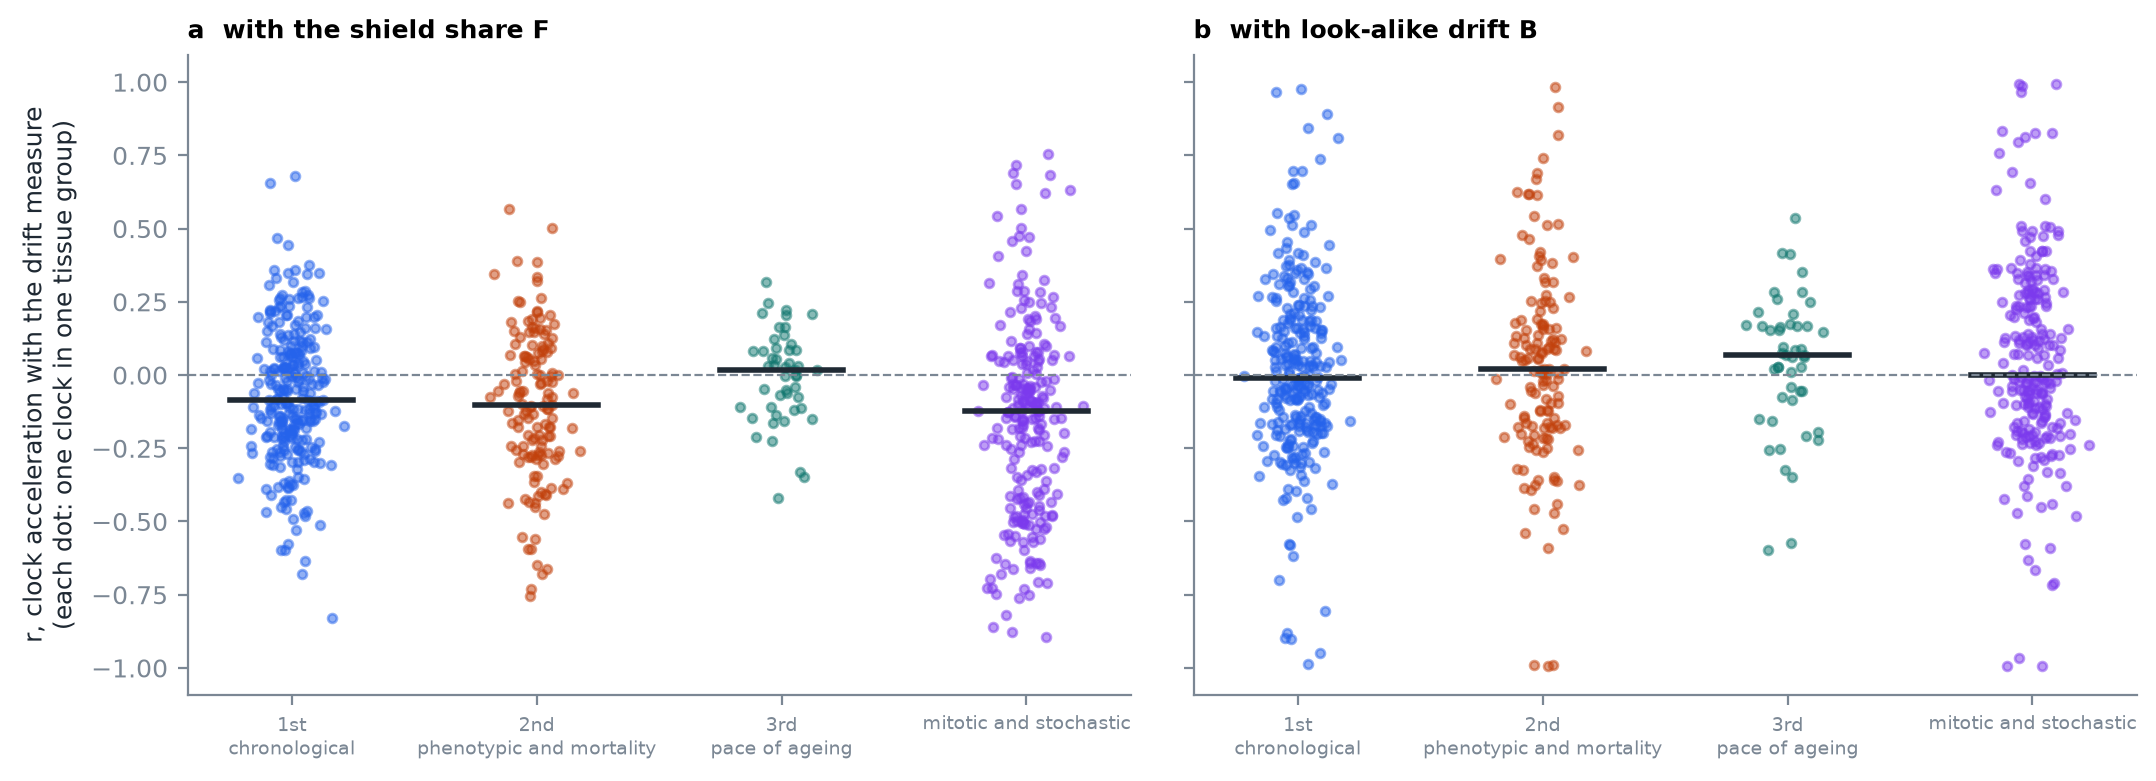 a  with the shield share F
b  with look-alike drift B
r, clock acceleration with the drift measure
(each dot: one clock in one tissue group)
1.00
0.75
0.50
0.25
0.00
−0.25
−0.50
−0.75
−1.00
1st
chronological
2nd
phenotypic and mortality
3rd
pace of ageing
mitotic and stochastic
1st
chronological
2nd
phenotypic and mortality
3rd
pace of ageing
mitotic and stochastic